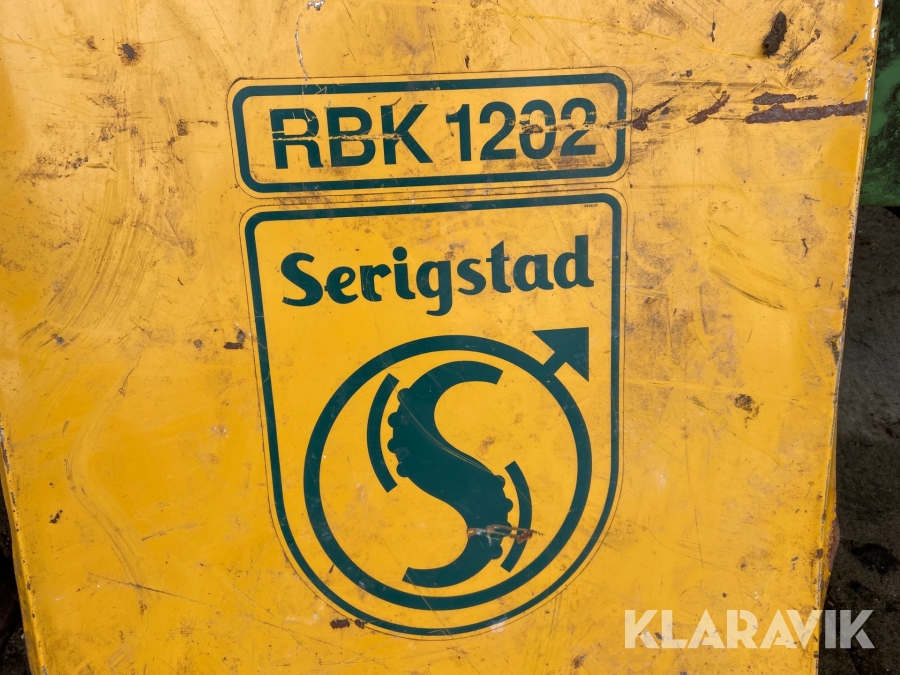 RBK 1202
Serigstad
S
KLARAVIK